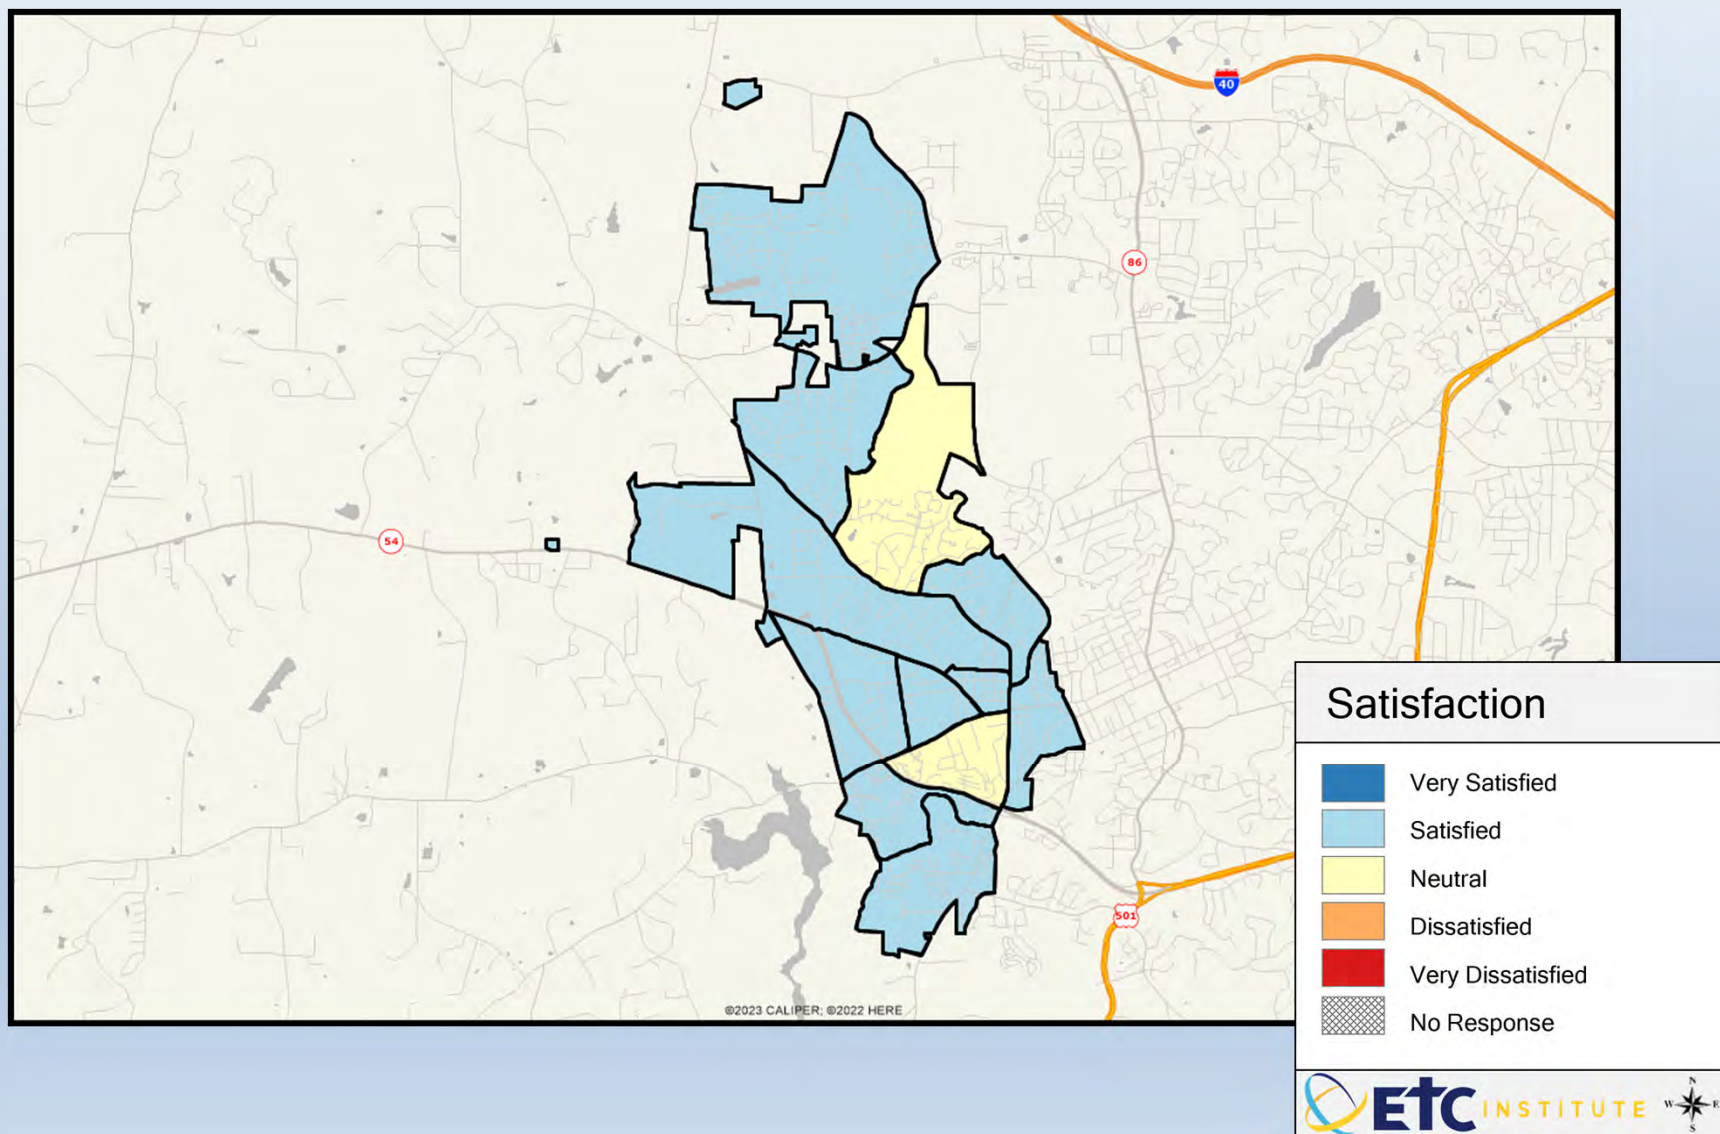 40
86
54
501
©2023 CALIPER; ©2022 HERE
Satisfaction
Very Satisfied
Satisfied
Neutral
Dissatisfied
Very Dissatisfied
No Response
ETC INSTITUTE
N
W E
S